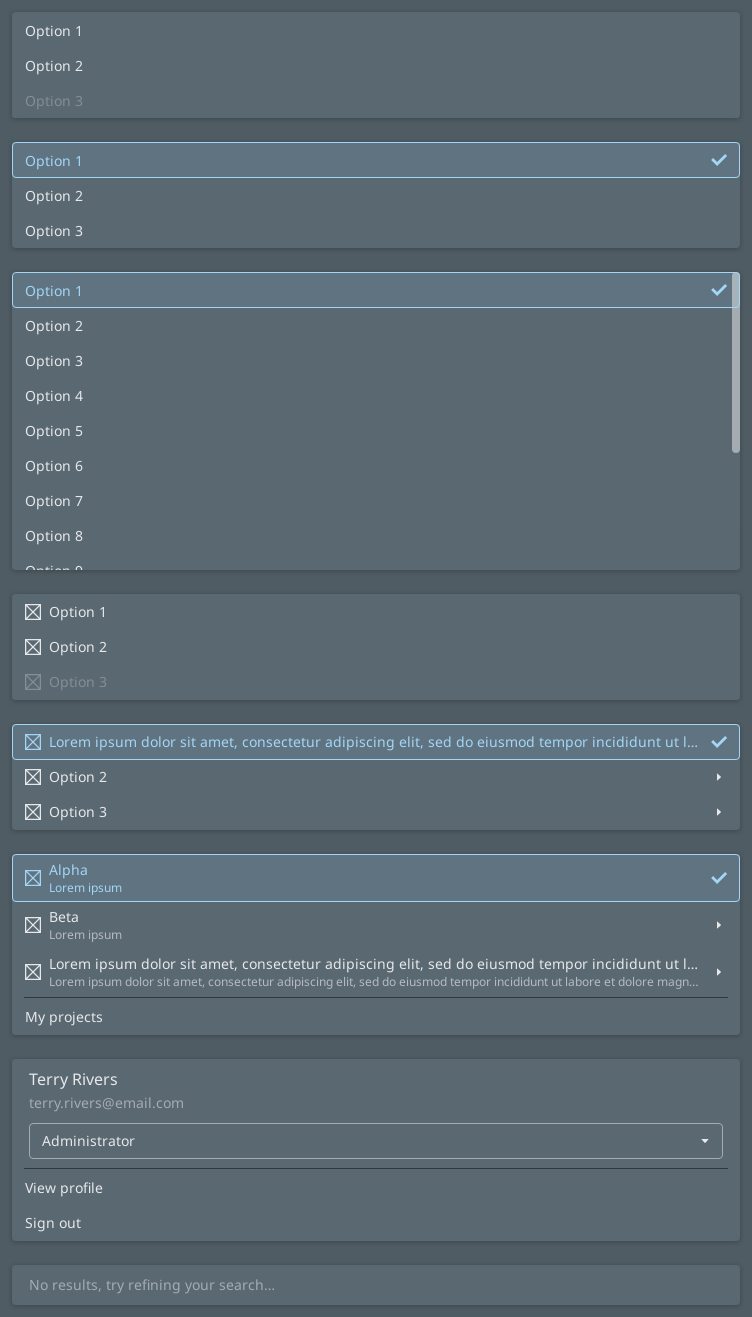 Option 1
Option 2
Option 3
Option 1
Option 2
Option 3
Option 1
Option 2
Option 3
Option 4
Option 5
Option 6
Option 7
Option 8
Option 9
Option 1
Option 2
Option 3
Lorem ipsum dolor sit amet, consectetur adipiscing elit, sed do eiusmod tempor incididunt ut l...
Option 2
Option 3
Alpha
Lorem ipsum
Beta
Lorem ipsum
Lorem ipsum dolor sit amet, consectetur adipiscing elit, sed do eiusmod tempor incididunt ut l...
Lorem ipsum dolor sit amet, consectetur adipiscing elit, sed do eiusmod tempor incididunt ut labore et dolore magn...
My projects
Terry Rivers
terry.rivers@email.com
Administrator
View profile
Sign out
No results, try refining your search...